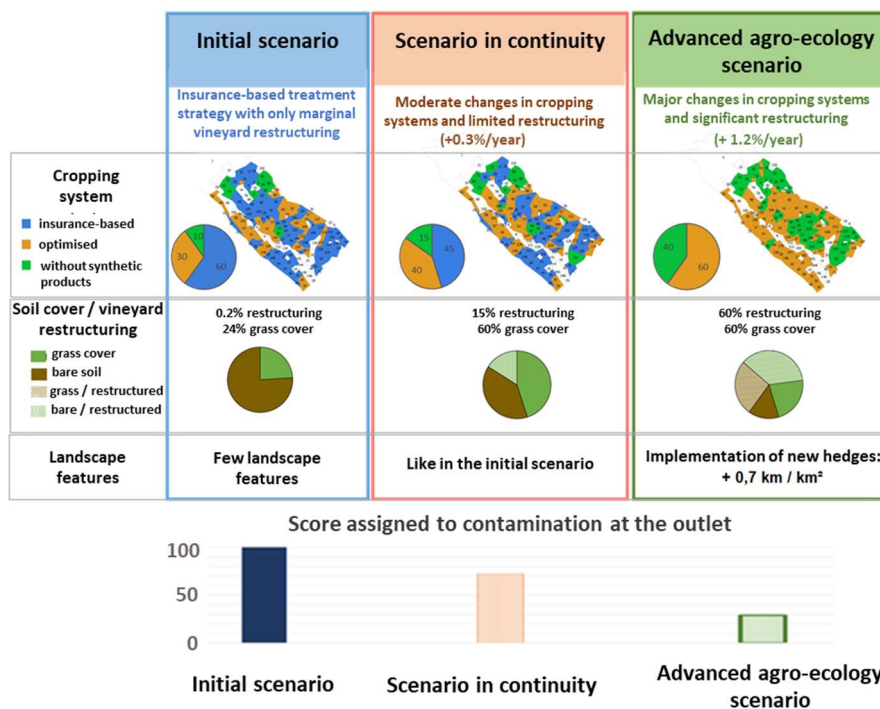 Initial scenario
Scenario in continuity
Advanced agro-ecology
scenario
Insurance-based treatment
strategy with only marginal
vineyard restructuring
Moderate changes in cropping
systems and limited restructuring
(+0.3%/year)
Major changes in cropping systems
and significant restructuring
(+ 1.2%/year)
Cropping
system
insurance-based
optimised
without synthetic
products
10
30
60
15
45
40
40
60
Soil cover / vineyard
restructuring
grass cover
bare soil
grass / restructured
bare / restructured
0.2% restructuring
24% grass cover
15% restructuring
60% grass cover
60% restructuring
60% grass cover
Landscape
features
Few landscape
features
Like in the initial scenario
Implementation of new hedges:
+ 0,7 km / km²
Score assigned to contamination at the outlet
100
50
0
Initial scenario
Scenario in continuity
Advanced agro-ecology
scenario